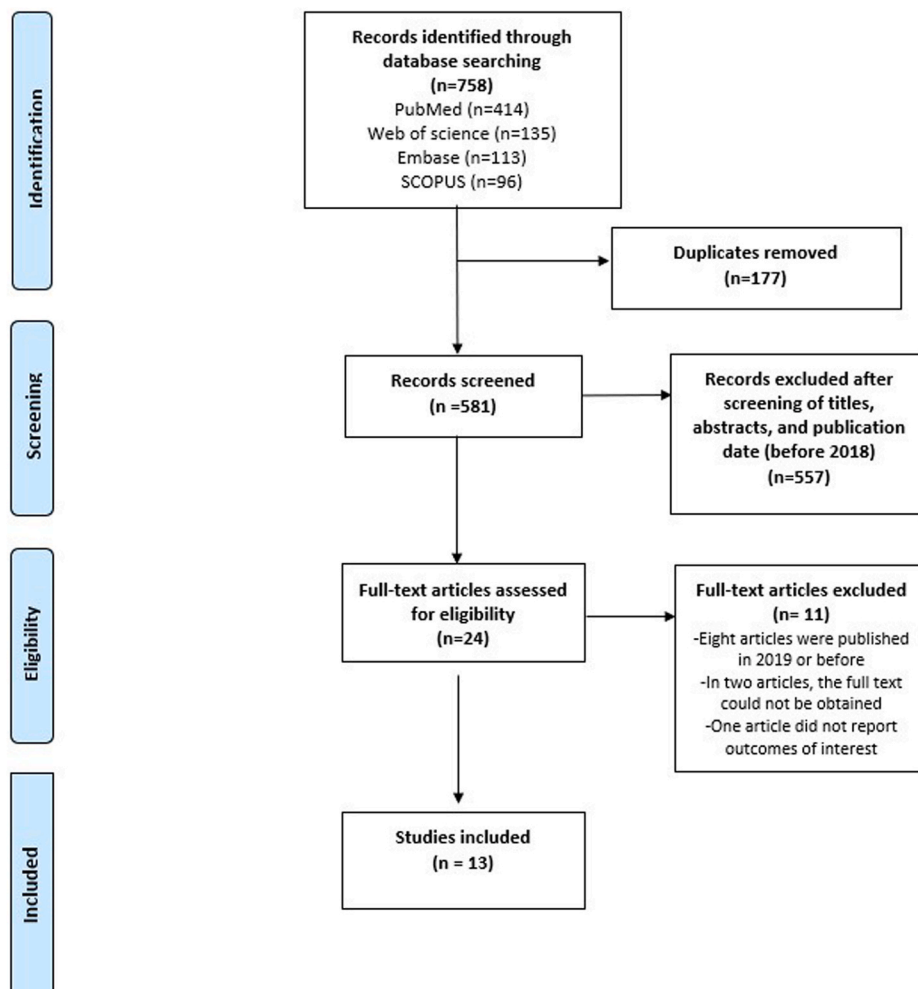 Identification
Records identified through
database searching
(n=758)
PubMed (n=414)
Web of science (n=135)
Embase (n=113)
SCOPUS (n=96)
Duplicates removed
(n=177)
Screening
Records screened
(n =581)
Records excluded after
screening of titles,
abstracts, and publication
date (before 2018)
(n=557)
Eligibility
Full-text articles assessed
for eligibility
(n=24)
Full-text articles excluded
(n= 11)
-Eight articles were published
in 2019 or before
-In two articles, the full text
could not be obtained
-One article did not report
outcomes of interest
Included
Studies included
(n = 13)